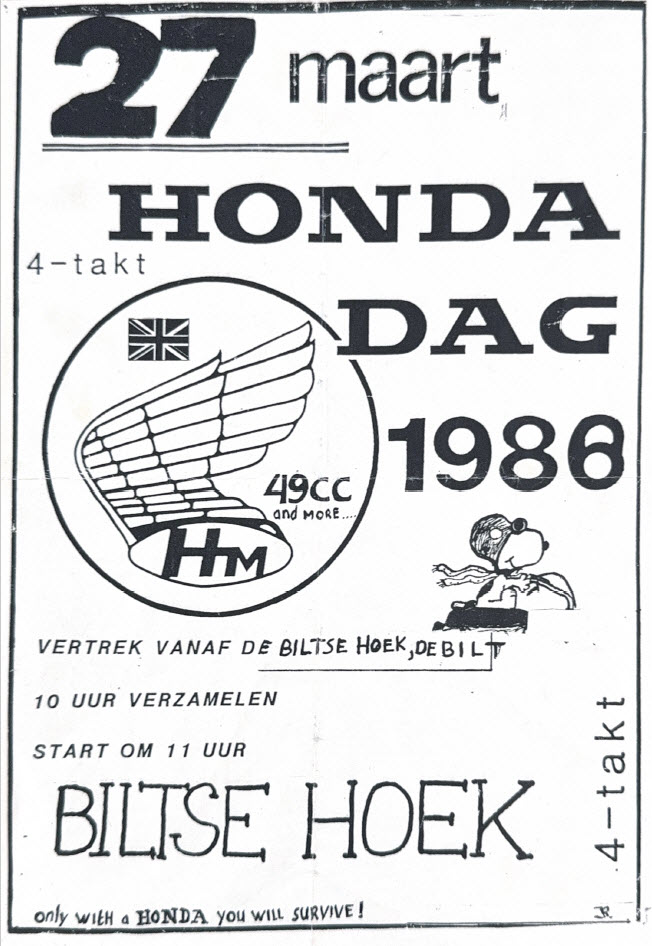 27 maart
HONDA
4-takt
DAG
1986
49CC
and MORE....
HM
VERTREK VANAF DE BILTSE HOEK, DE BILT
10 UUR VERZAMELEN
START OM 11 UUR
BILTSE HOEK
4-takt
only with a HONDA you will SURVIVE!
JR.